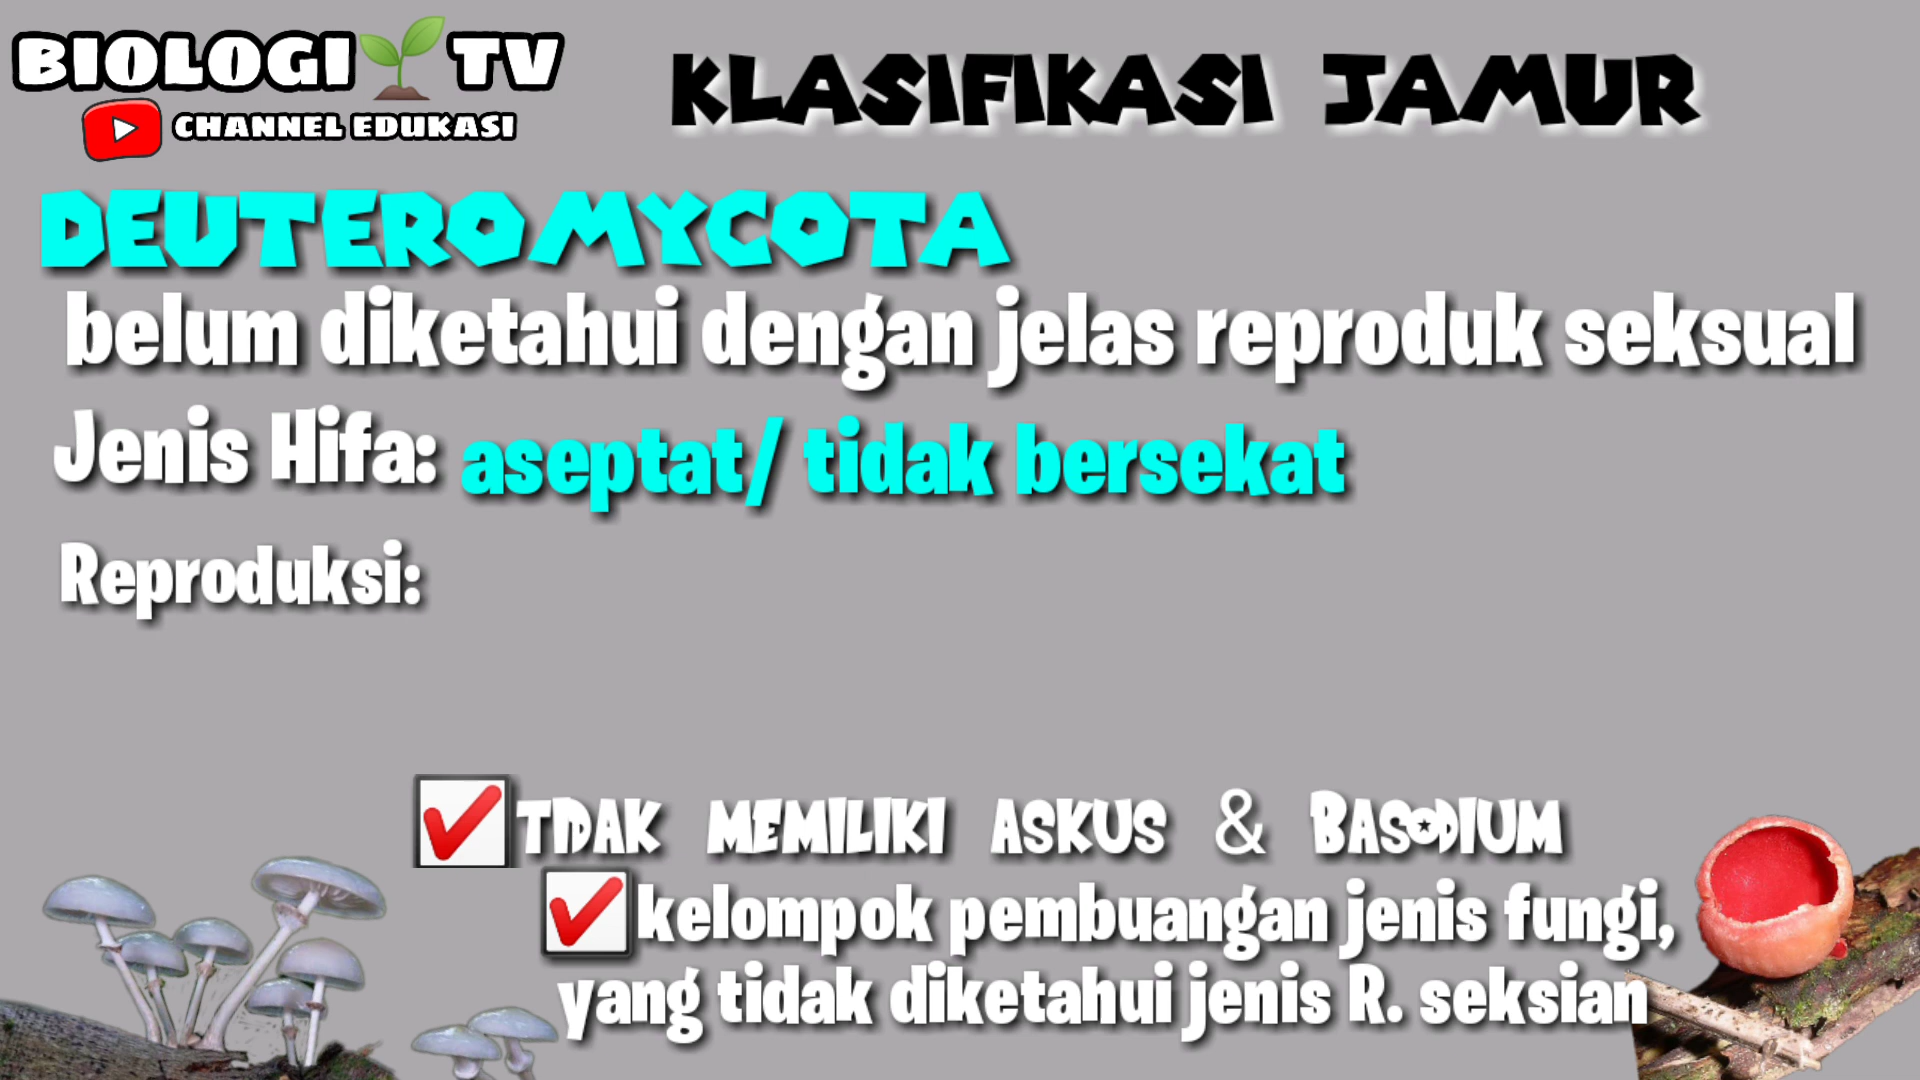 BIOLOGI TV
CHANNEL EDUKASI
KLASIFIKASI JAMUR
DEUTEROMYCOTA
belum diketahui dengan jelas reproduk seksual
Jenis Hifa: aseptat/ tidak bersekat
Reproduksi:
TIDAK MEMILIKI ASKUS & BASODIUM
kelompok pembuangan jenis fungi,
yang tidak diketahui jenis R. seksian